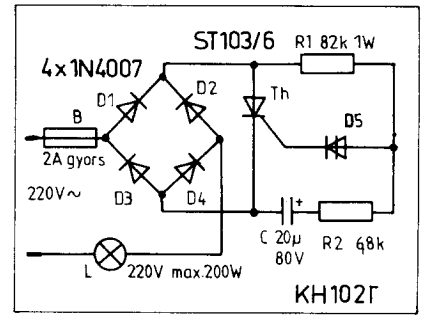 ST103/6
R1 82k 1W
4x1N4007
D1
D2
Th
B
D5
2A gyors
220V~
D3
D4
C 20µ
80V
+
R2 68k
L
220V max.200W
KH102Г